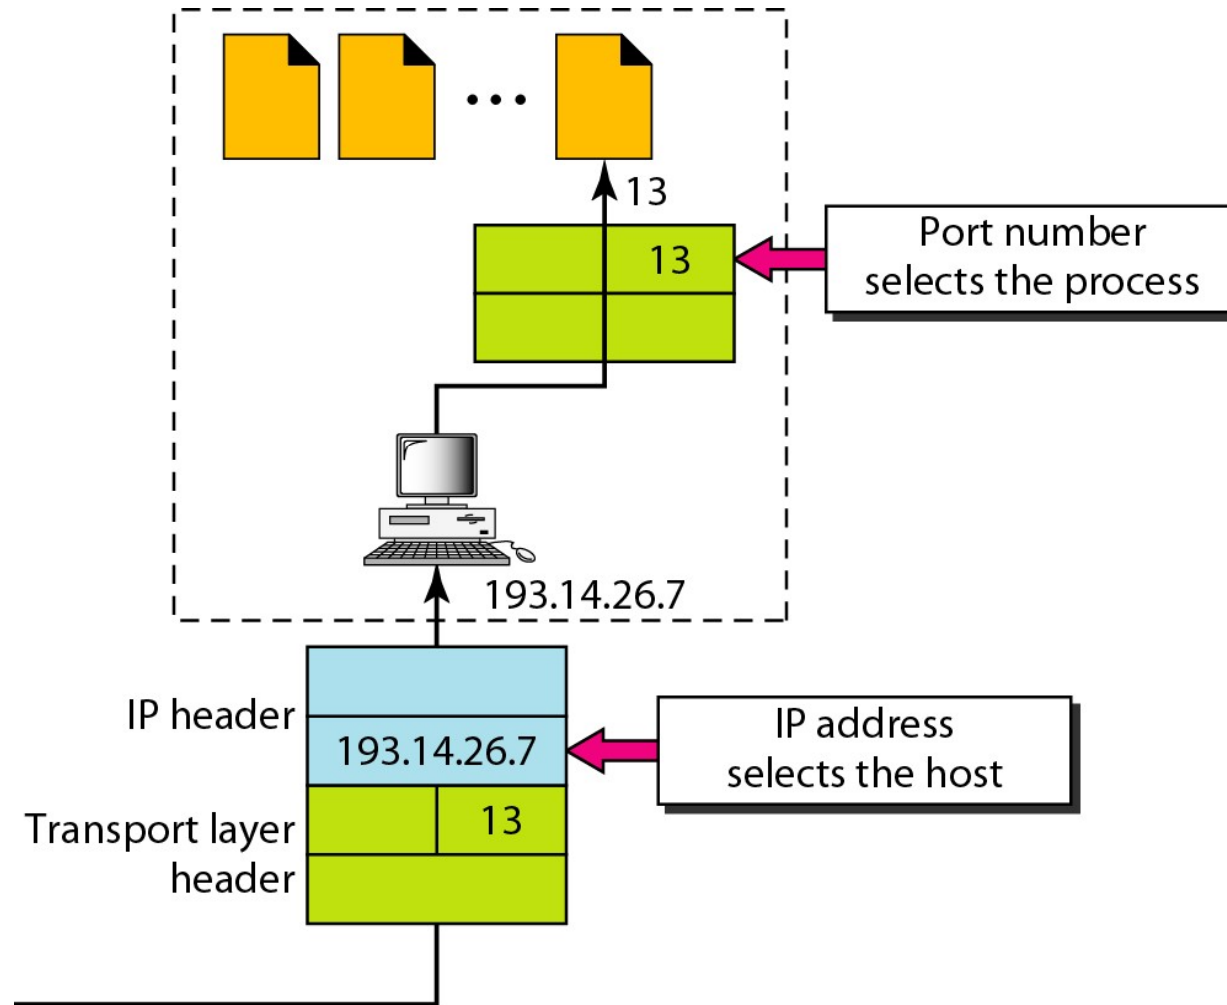 13
13
Port number
selects the process
193.14.26.7
IP header
193.14.26.7
IP address
selects the host
Transport layer
header
13